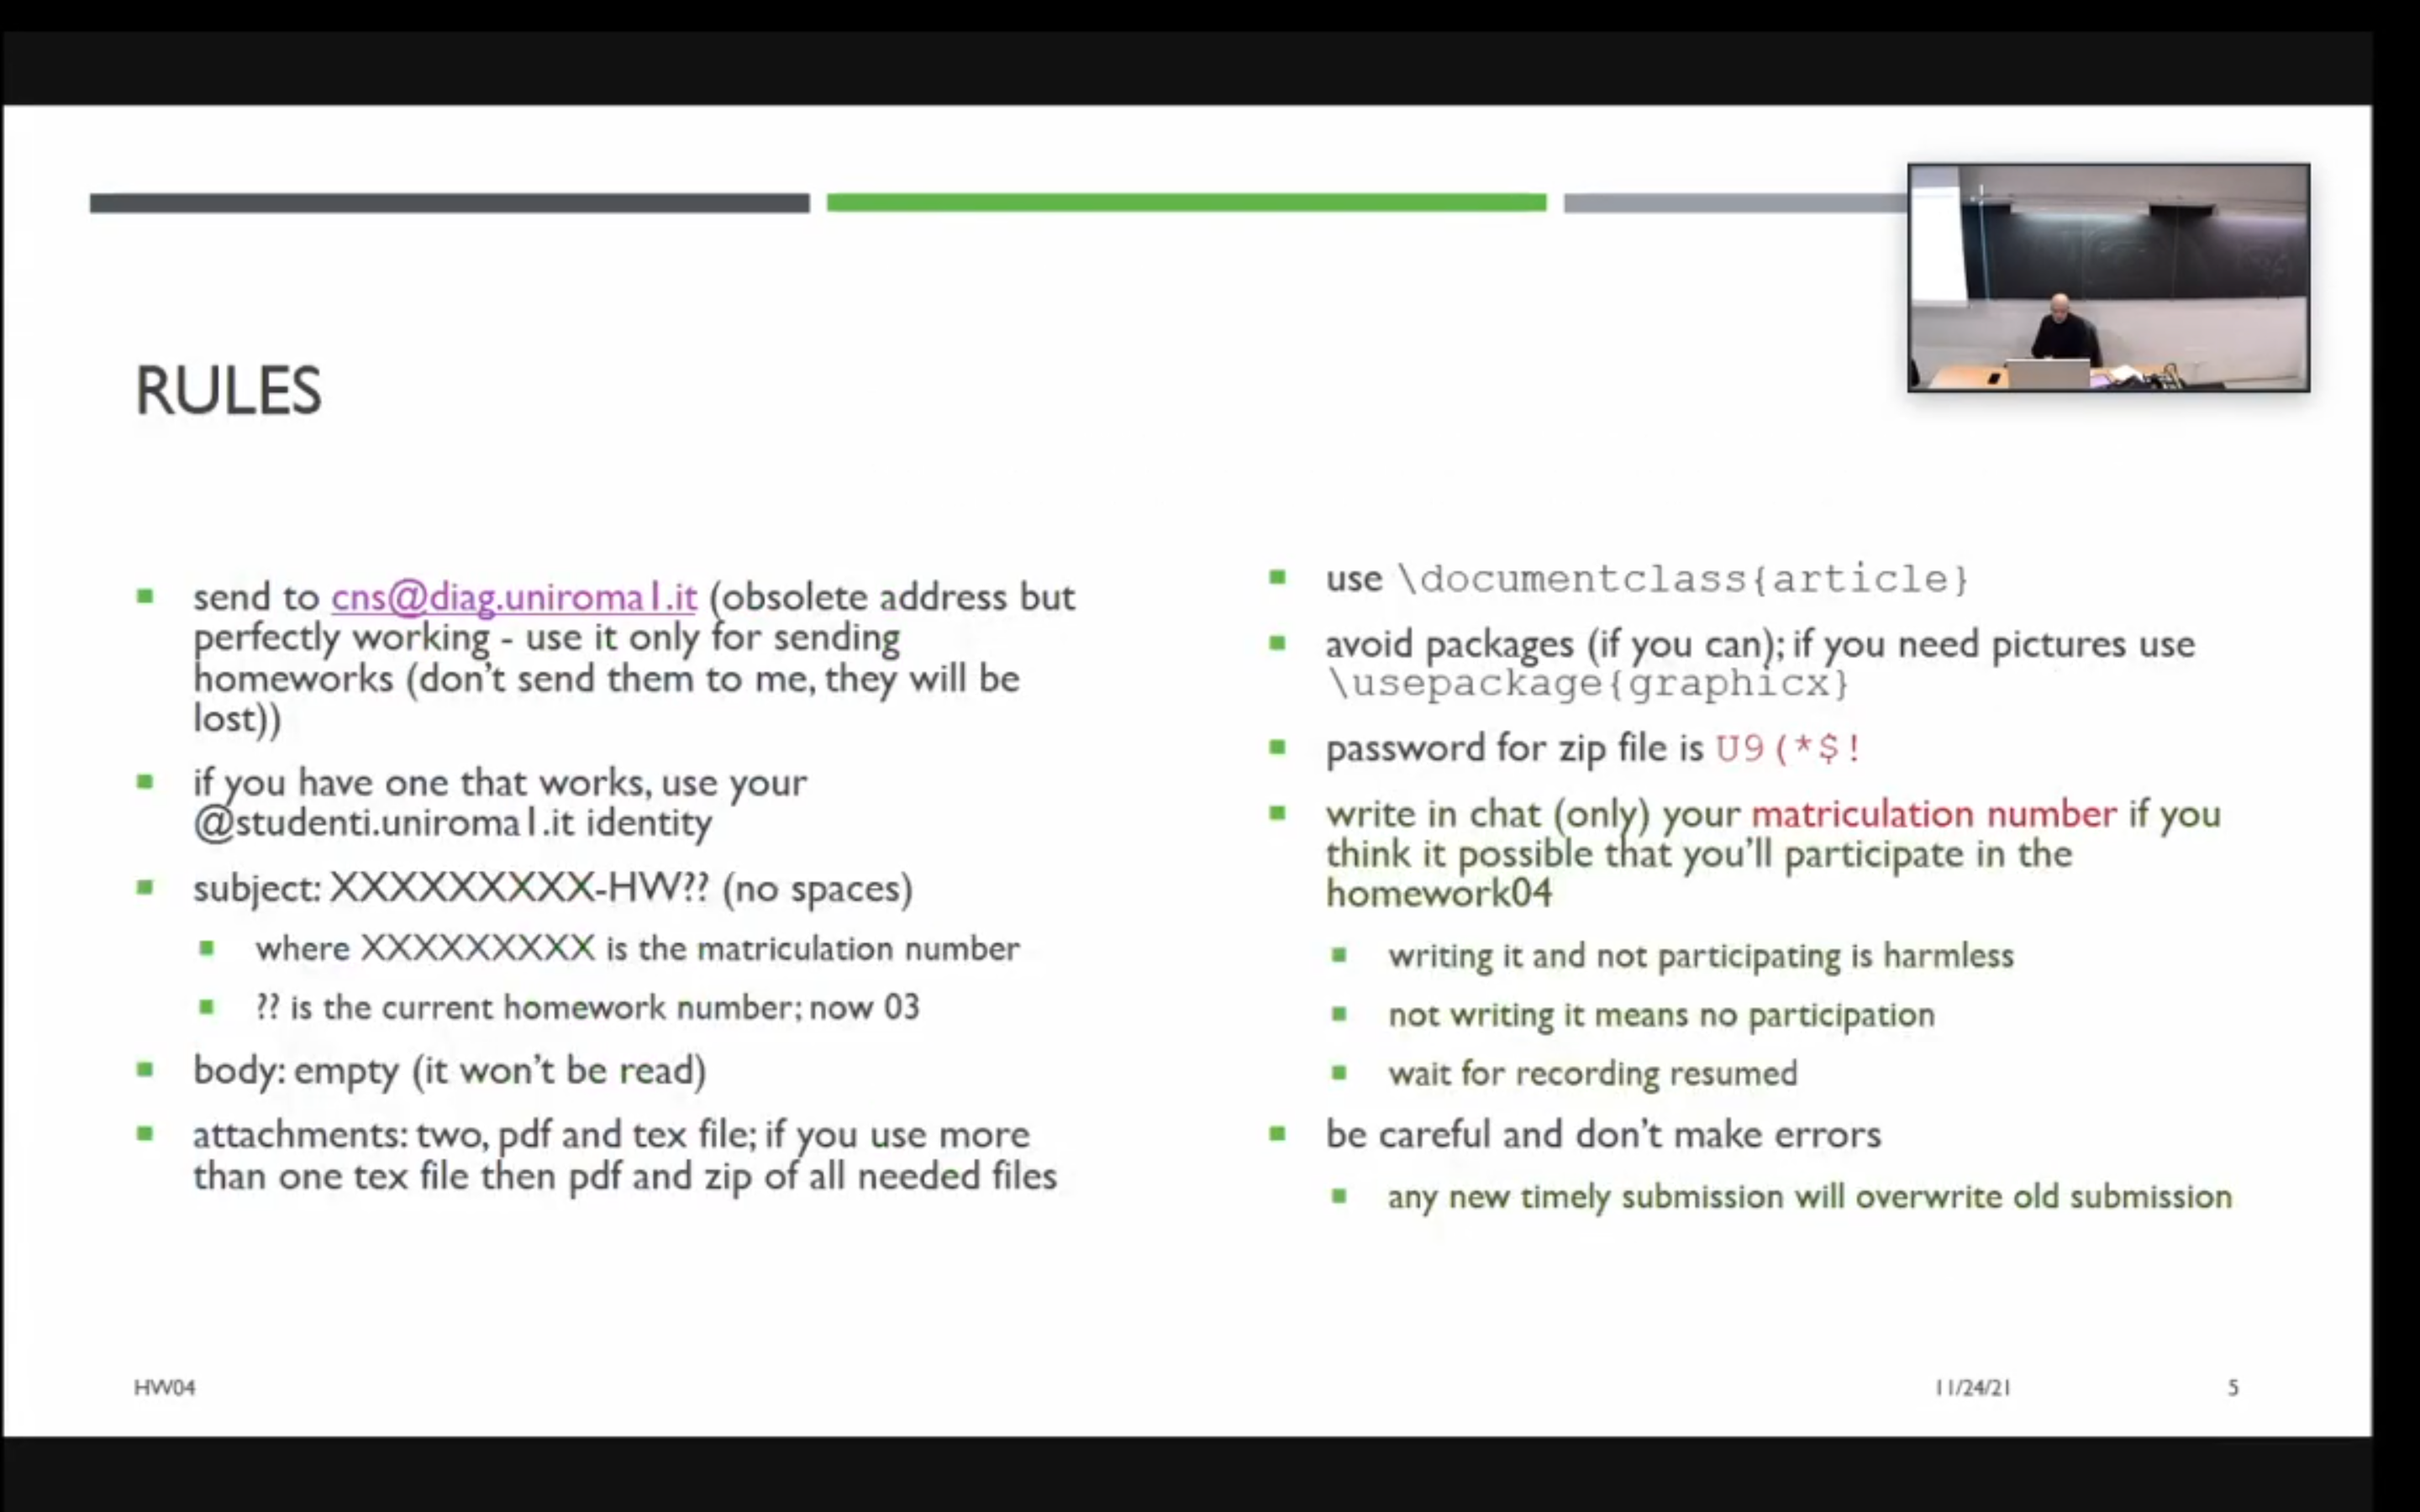 RULES
send to cns@diag.uniroma1.it (obsolete address but
perfectly working - use it only for sending
homeworks (don't send them to me, they will be
lost))
if you have one that works, use your
@studenti.uniroma1.it identity
subject: XXXXXXXXX-HW?? (no spaces)
where XXXXXXXXX is the matriculation number
?? is the current homework number; now 03
body: empty (it won't be read)
attachments: two, pdf and tex file; if you use more
than one tex file then pdf and zip of all needed files
use \documentclass{article}
avoid packages (if you can); if you need pictures use
\usepackage{graphicx}
password for zip file is U9(*$!
write in chat (only) your matriculation number if you
think it possible that you'll participate in the
homework04
writing it and not participating is harmless
not writing it means no participation
wait for recording resumed
be careful and don't make errors
any new timely submission will overwrite old submission
HW04
11/24/21
5